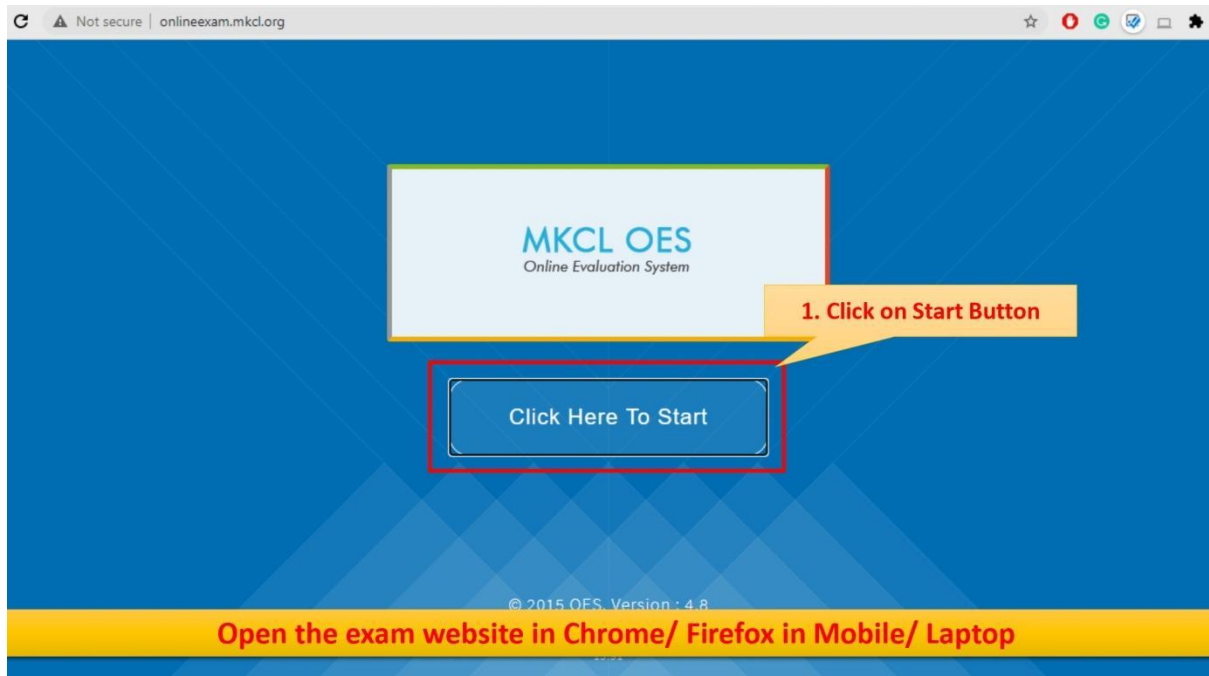 Not secure | onlineexam.mkcl.org
MKCL OES
Online Evaluation System
1. Click on Start Button
Click Here To Start
© 2015 OES. Version : 4.8
Open the exam website in Chrome/ Firefox in Mobile/ Laptop